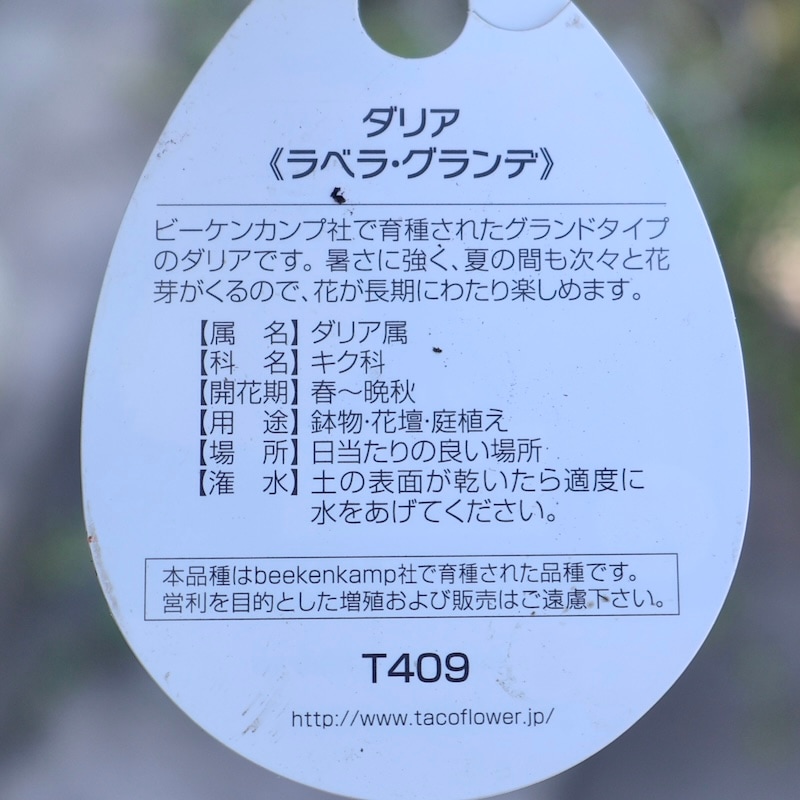 ダリア
《ラベラ・グランデ》
ビーケンカンプ社で育種されたグランドタイプ
のダリアです。暑さに強く、夏の間も次々と花
芽がくるので、花が長期にわたり楽しめます。
【属　名】ダリア属
【科　名】キク科
【開花期】春〜晩秋
【用　途】鉢物・花壇・庭植え
【場　所】日当たりの良い場所
【潅　水】土の表面が乾いたら適度に
水をあげてください。
本品種はbeekenkamp社で育種された品種です。
営利を目的とした増殖および販売はご遠慮下さい。
T409
http://www.tacoflower.jp/